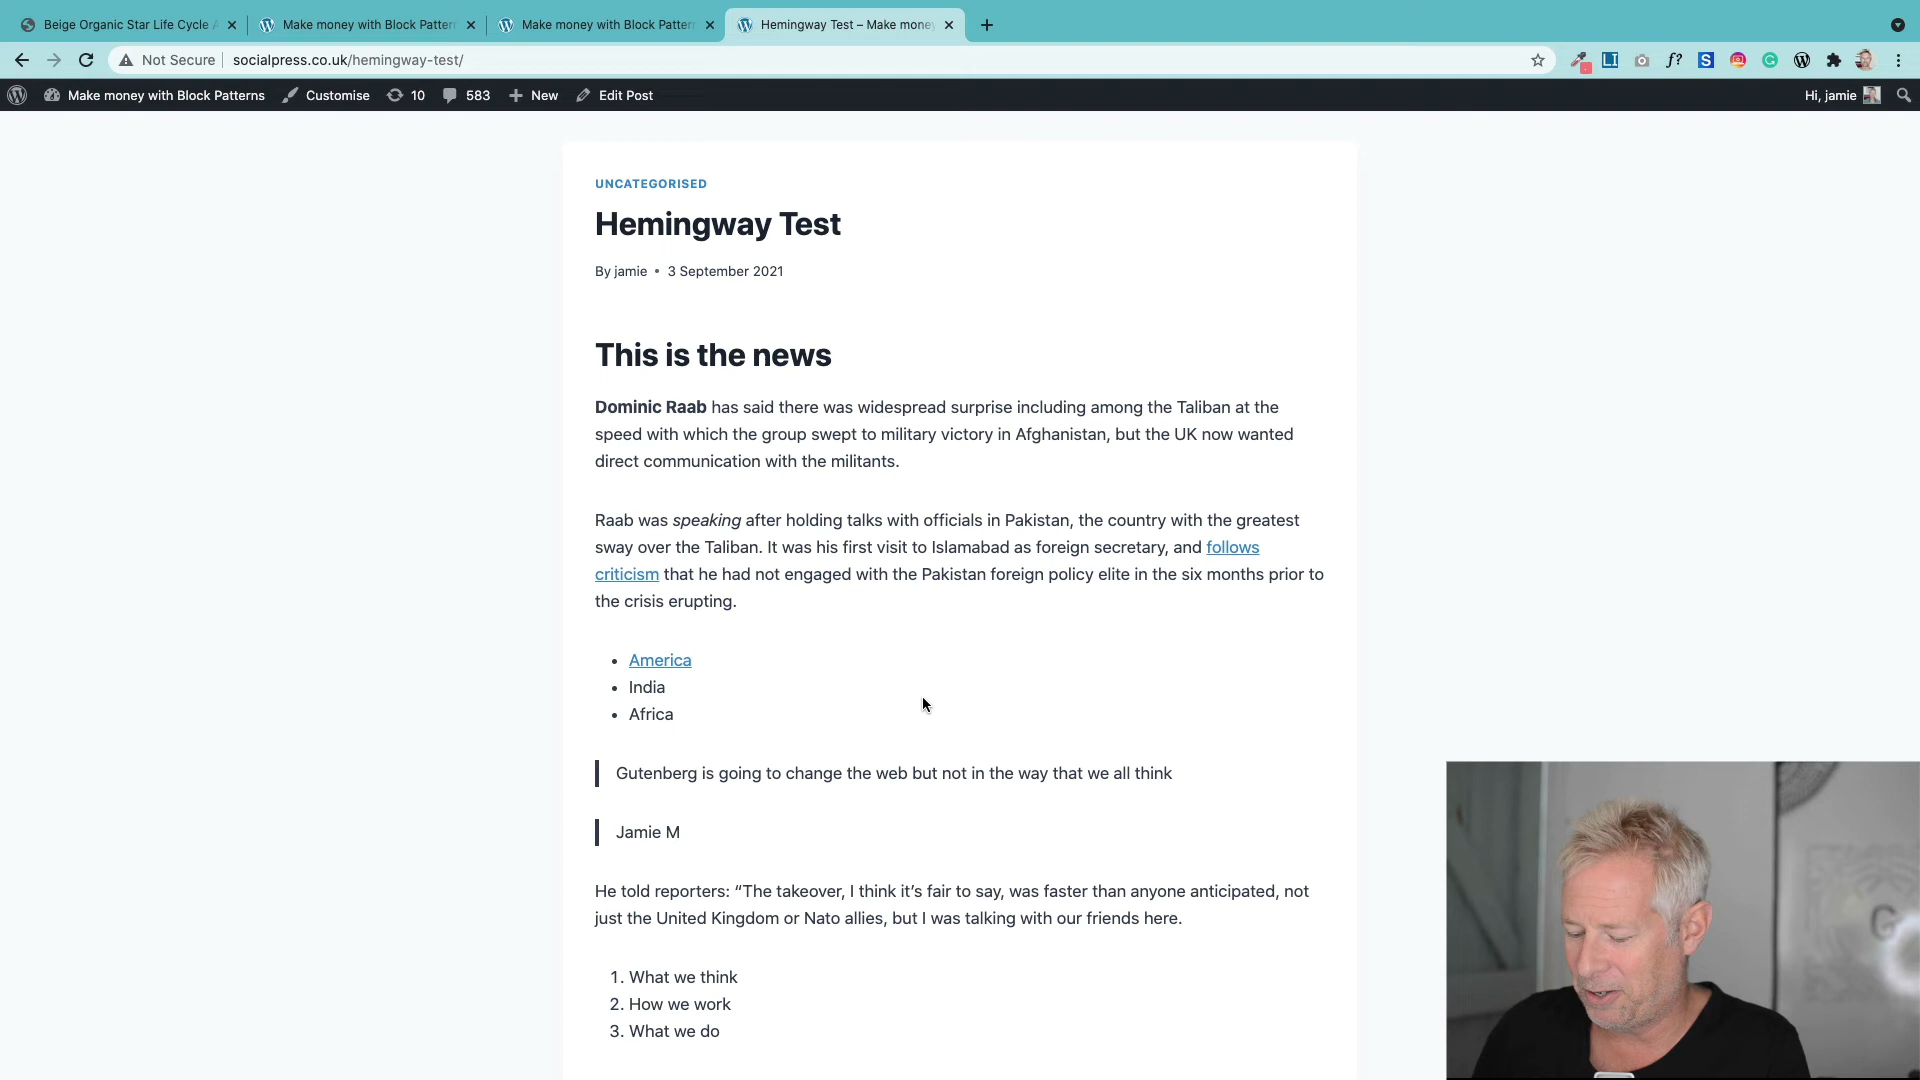 Beige Organic Star Life Cycle
Make money with Block Patter
Make money with Block Patter
Hemingway Test – Make mone
Not Secure
socialpress.co.uk/hemingway-test/
Make money with Block Patterns
Customise
10
583
New
Edit Post
Hi, jamie
UNCATEGORISED
Hemingway Test
By jamie • 3 September 2021
This is the news
Dominic Raab has said there was widespread surprise including among the Taliban at the
speed with which the group swept to military victory in Afghanistan, but the UK now wanted
direct communication with the militants.
Raab was speaking after holding talks with officials in Pakistan, the country with the greatest
sway over the Taliban. It was his first visit to Islamabad as foreign secretary, and follows
criticism that he had not engaged with the Pakistan foreign policy elite in the six months prior to
the crisis erupting.
• America
• India
• Africa
Gutenberg is going to change the web but not in the way that we all think
Jamie M
He told reporters: “The takeover, I think it’s fair to say, was faster than anyone anticipated, not
just the United Kingdom or Nato allies, but I was talking with our friends here.
1. What we think
2. How we work
3. What we do